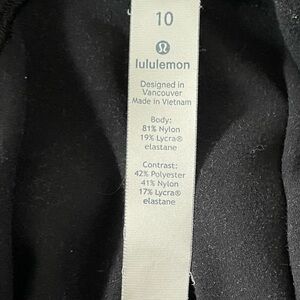 10
lululemon
Designed in
Vancouver
Made in Vietnam
Body:
81% Nylon
19% Lycra®
elastane
Contrast:
42% Polyester
41% Nylon
17% Lycra®
elastane